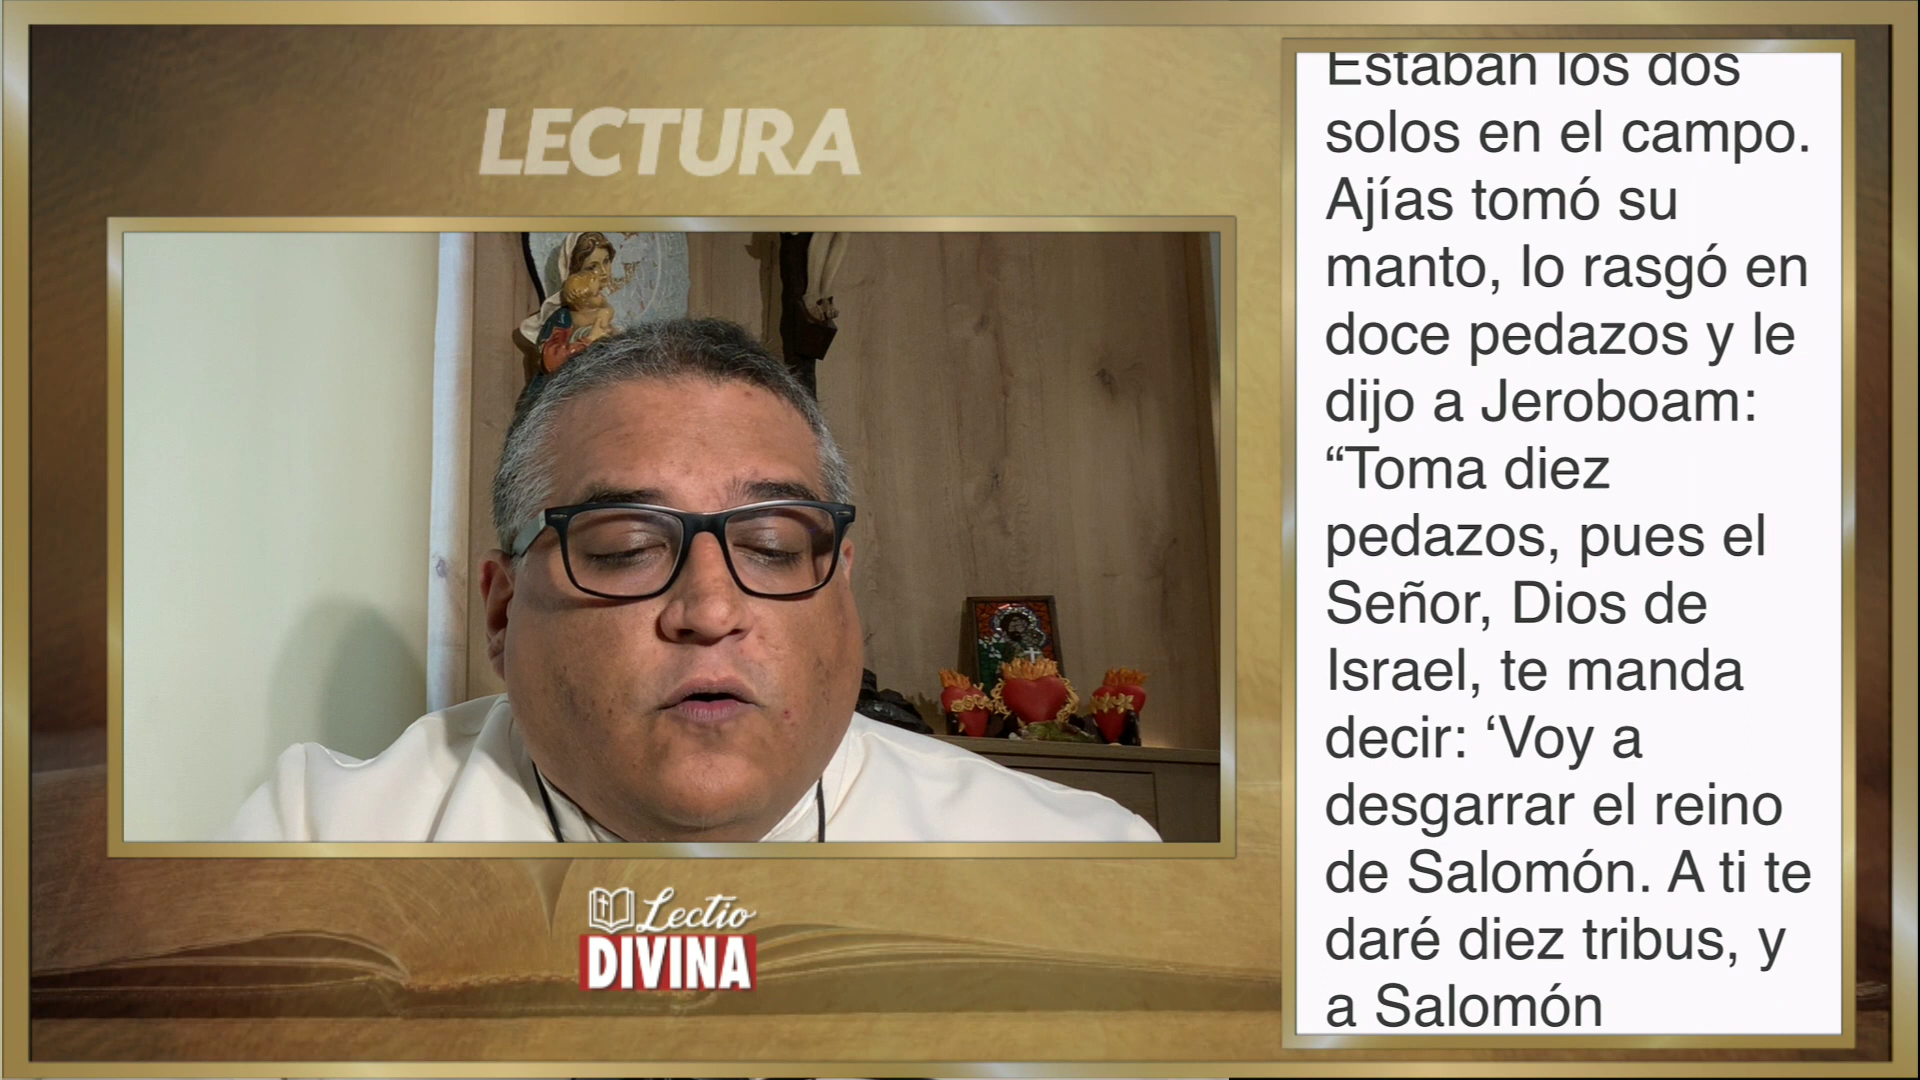 LECTURA
Lectio
DIVINA
Estaban los dos
solos en el campo.
Ajías tomó su
manto, lo rasgó en
doce pedazos y le
dijo a Jeroboam:
“Toma diez
pedazos, pues el
Señor, Dios de
Israel, te manda
decir: ‘Voy a
desgarrar el reino
de Salomón. A ti te
daré diez tribus, y
a Salomón